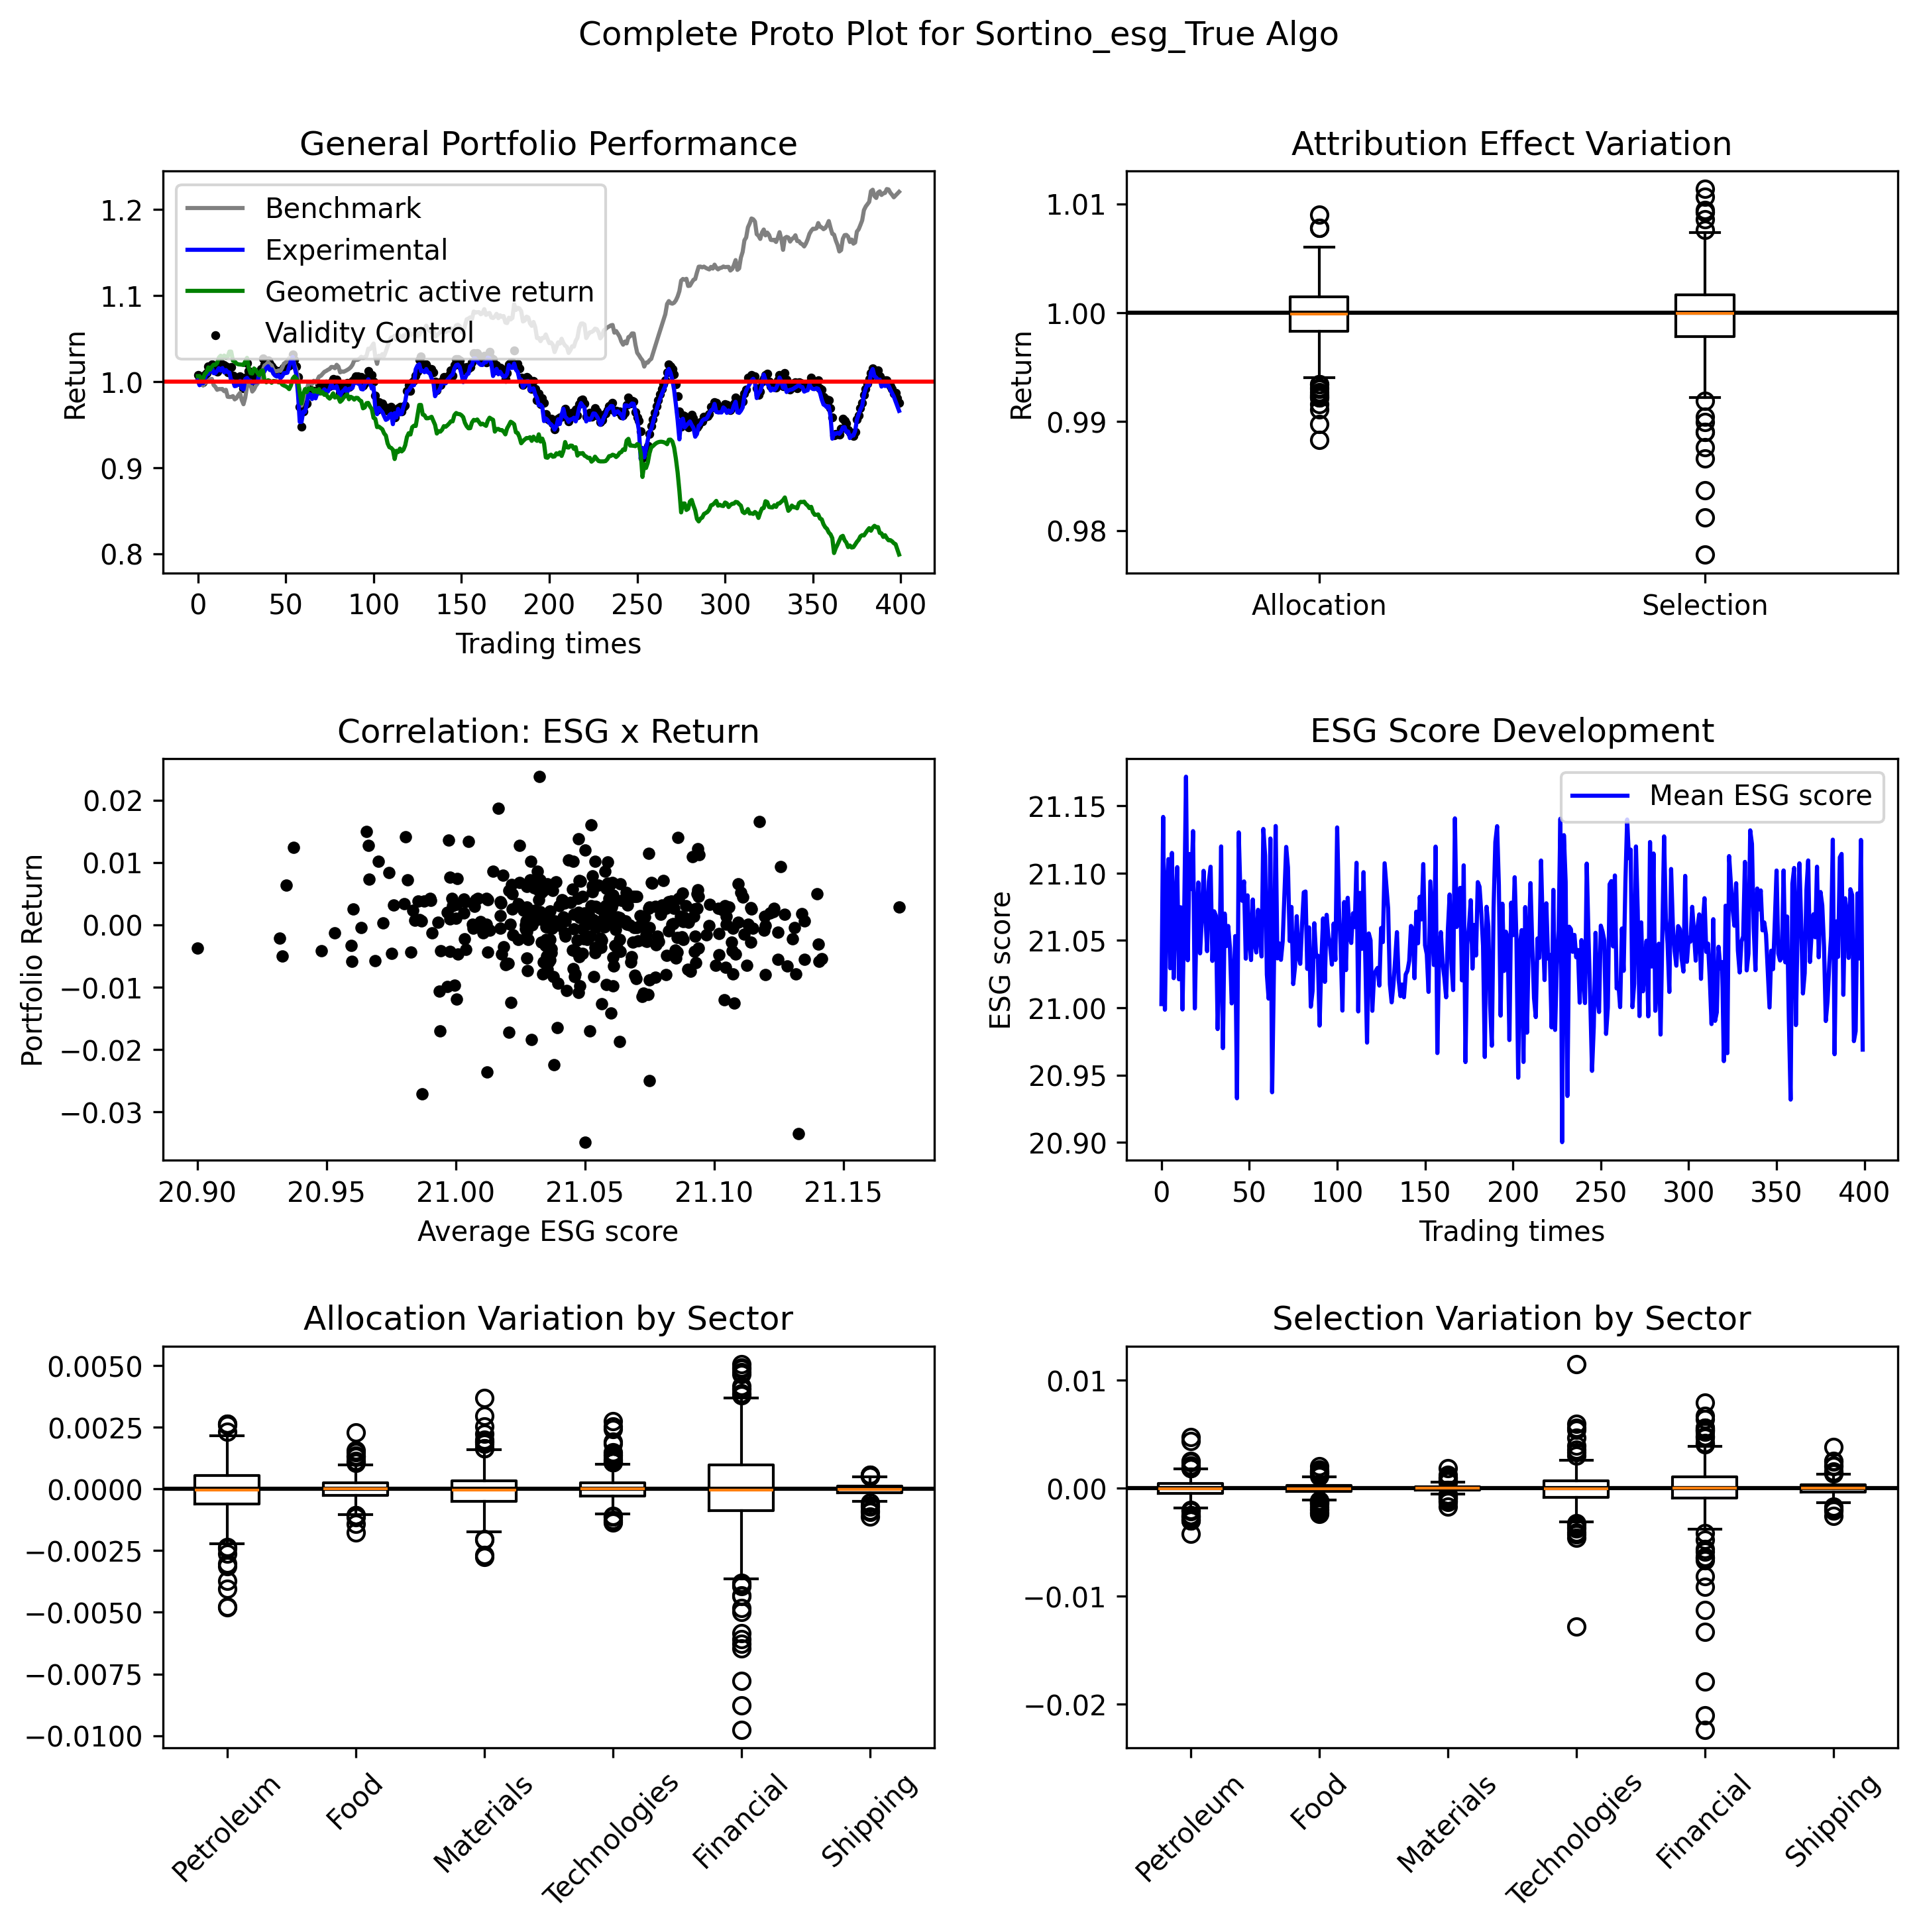 Complete Proto Plot for Sortino_esg_True Algo
General Portfolio Performance
Return
1.2
1.1
1.0
0.9
0.8
Benchmark
Experimental
Geometric active return
Validity Control
0 50 100 150 200 250 300 350 400
Trading times
Attribution Effect Variation
Return
1.01
1.00
0.99
0.98
Allocation Selection
Correlation: ESG x Return
Portfolio Return
0.02
0.01
0.00
−0.01
−0.02
−0.03
20.90 20.95 21.00 21.05 21.10 21.15
Average ESG score
ESG Score Development
ESG score
21.15
21.10
21.05
21.00
20.95
20.90
Mean ESG score
0 50 100 150 200 250 300 350 400
Trading times
Allocation Variation by Sector
0.0050
0.0025
0.0000
−0.0025
−0.0050
−0.0075
−0.0100
Petroleum Food Materials Technologies Financial Shipping
Selection Variation by Sector
0.01
0.00
−0.01
−0.02
Petroleum Food Materials Technologies Financial Shipping